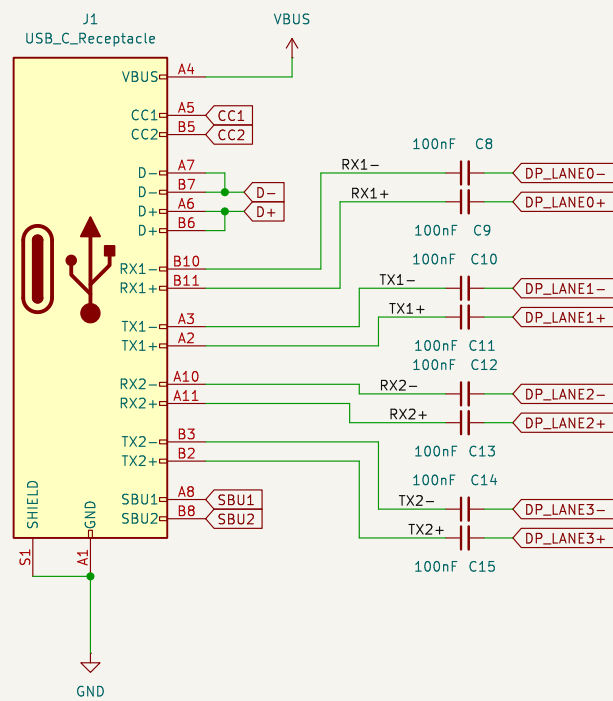 J1
USB_C_Receptacle
VBUS
VBUS A4
CC1 A5 CC1
CC2 B5 CC2
D- A7
D- B7 D-
D+ A6 D+
D+ B6
RX1- B10
RX1+ B11
TX1- A3
TX1+ A2
RX2- A10
RX2+ A11
TX2- B3
TX2+ B2
SBU1 A8 SBU1
SBU2 B8 SBU2
SHIELD
GND
S1
A1
GND
100nF C8
RX1- DP_LANE0-
RX1+ DP_LANE0+
100nF C9
100nF C10
TX1- DP_LANE1-
TX1+ DP_LANE1+
100nF C11
100nF C12
RX2- DP_LANE2-
RX2+ DP_LANE2+
100nF C13
100nF C14
TX2- DP_LANE3-
TX2+ DP_LANE3+
100nF C15